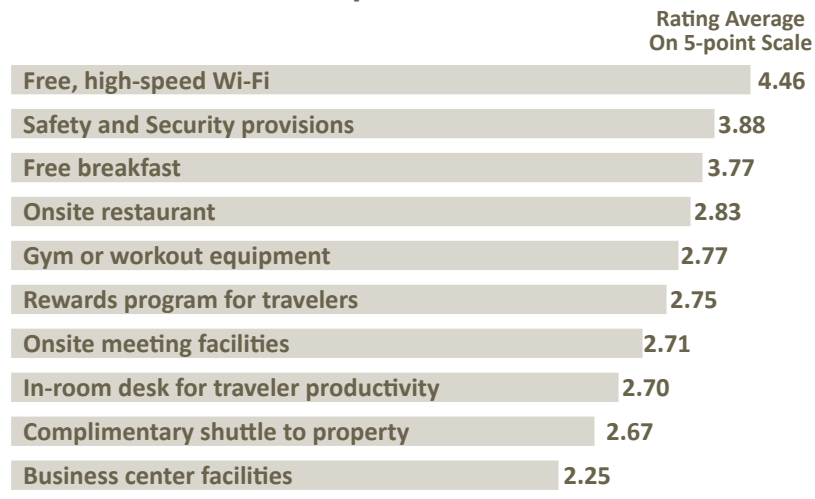 Rating Average
On 5-point Scale
Free, high-speed Wi-Fi 4.46
Safety and Security provisions 3.88
Free breakfast 3.77
Onsite restaurant 2.83
Gym or workout equipment 2.77
Rewards program for travelers 2.75
Onsite meeting facilities 2.71
In-room desk for traveler productivity 2.70
Complimentary shuttle to property 2.67
Business center facilities 2.25